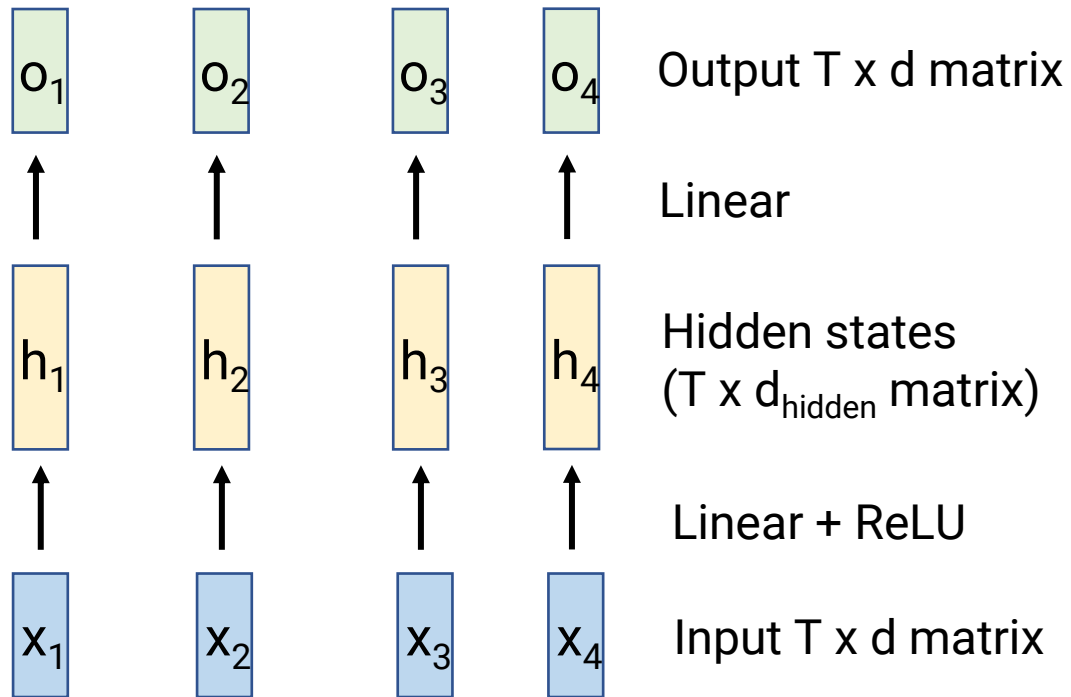 o₁ o₂ o₃ o₄ Output T x d matrix
Linear
h₁ h₂ h₃ h₄ Hidden states
(T x d_hidden matrix)
Linear + ReLU
x₁ x₂ x₃ x₄ Input T x d matrix